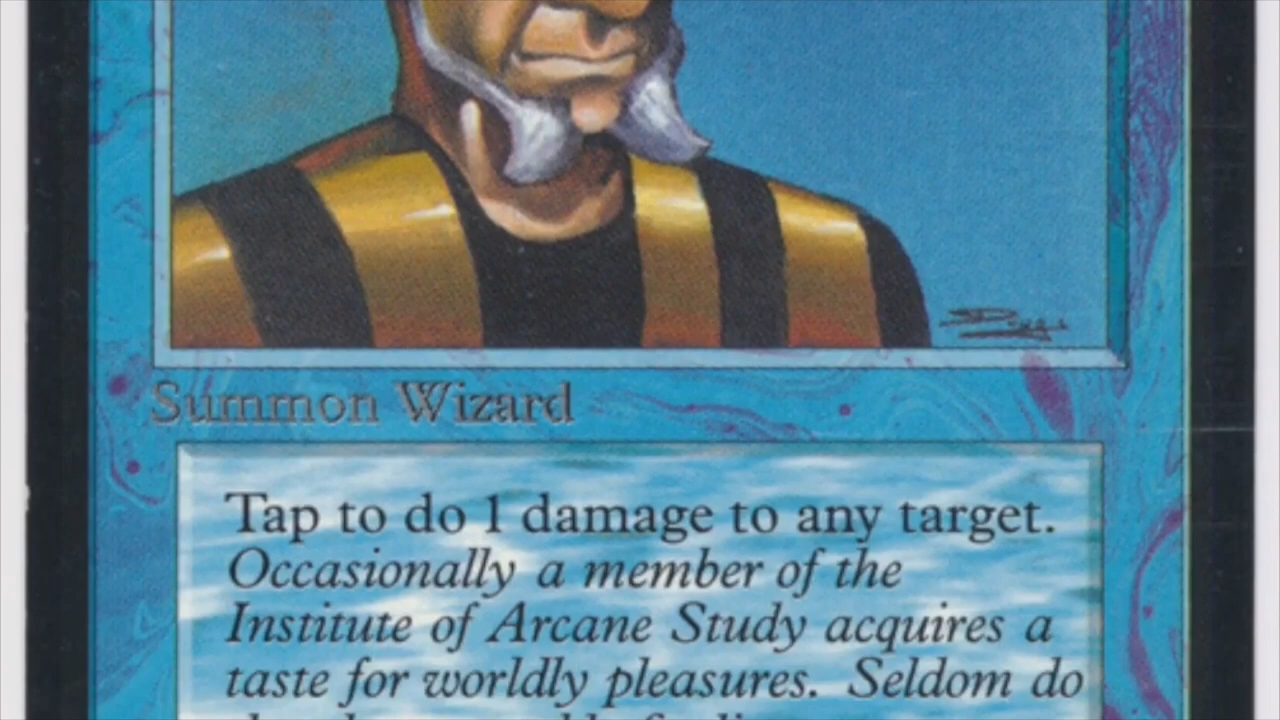 Summon Wizard
Tap to do 1 damage to any target.
Occasionally a member of the
Institute of Arcane Study acquires a
taste for worldly pleasures. Seldom do